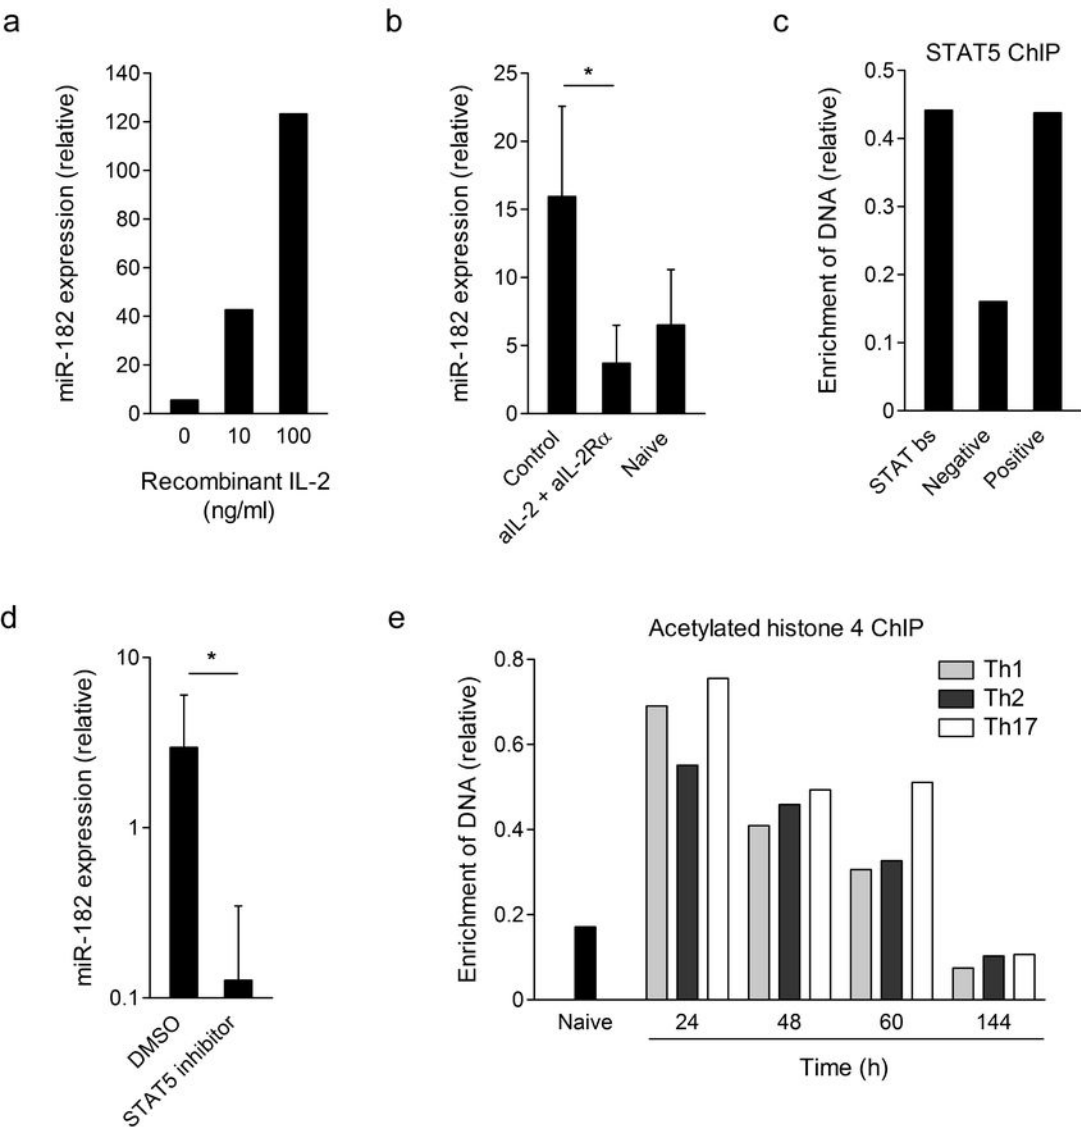 a
miR-182 expression (relative)
140
120
100
80
60
40
20
0
0 10 100
Recombinant IL-2
(ng/ml)
b
miR-182 expression (relative)
25
20
15
10
5
0
*
Control
aIL-2 + aIL-2Rα
Naive
c
STAT5 ChIP
Enrichment of DNA (relative)
0.5
0.4
0.3
0.2
0.1
0
STAT bs
Negative
Positive
d
miR-182 expression (relative)
10
1
0.1
*
DMSO
STAT5 inhibitor
e
Acetylated histone 4 ChIP
Enrichment of DNA (relative)
0.8
0.6
0.4
0.2
0
Th1
Th2
Th17
Naive 24 48 60 144
Time (h)